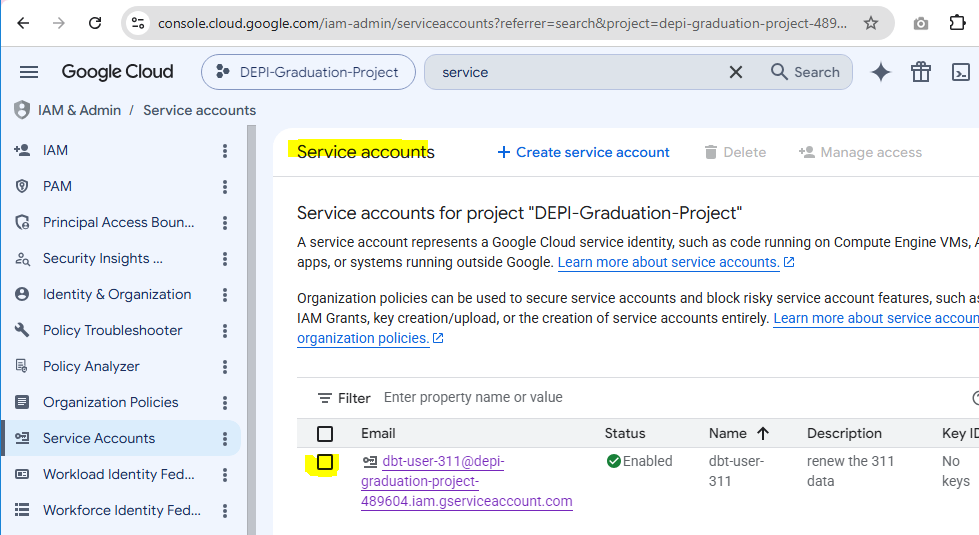 console.cloud.google.com/iam-admin/serviceaccounts?referrer=search&project=depi-graduation-project-489...
Google Cloud
DEPI-Graduation-Project
service
Search
IAM & Admin / Service accounts
IAM
PAM
Principal Access Boun...
Security Insights ...
Identity & Organization
Policy Troubleshooter
Policy Analyzer
Organization Policies
Service Accounts
Workload Identity Fed...
Workforce Identity Fed...
Service accounts
+ Create service account
Delete
Manage access
Service accounts for project "DEPI-Graduation-Project"
A service account represents a Google Cloud service identity, such as code running on Compute Engine VMs, A
apps, or systems running outside Google. Learn more about service accounts.
Organization policies can be used to secure service accounts and block risky service account features, such as
IAM Grants, key creation/upload, or the creation of service accounts entirely. Learn more about service accoun
organization policies.
Filter Enter property name or value
Email Status Name Description Key ID
dbt-user-311@depi- Enabled dbt-user- renew the 311 No
graduation-project- 311 data keys
489604.iam.gserviceaccount.com